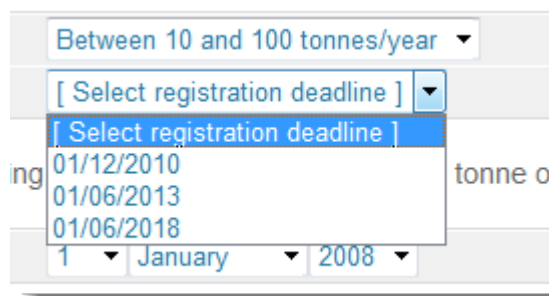 Between 10 and 100 tonnes/year
[ Select registration deadline ]
[ Select registration deadline ]
01/12/2010
ing tonne o
01/06/2013
01/06/2018
1 January 2008